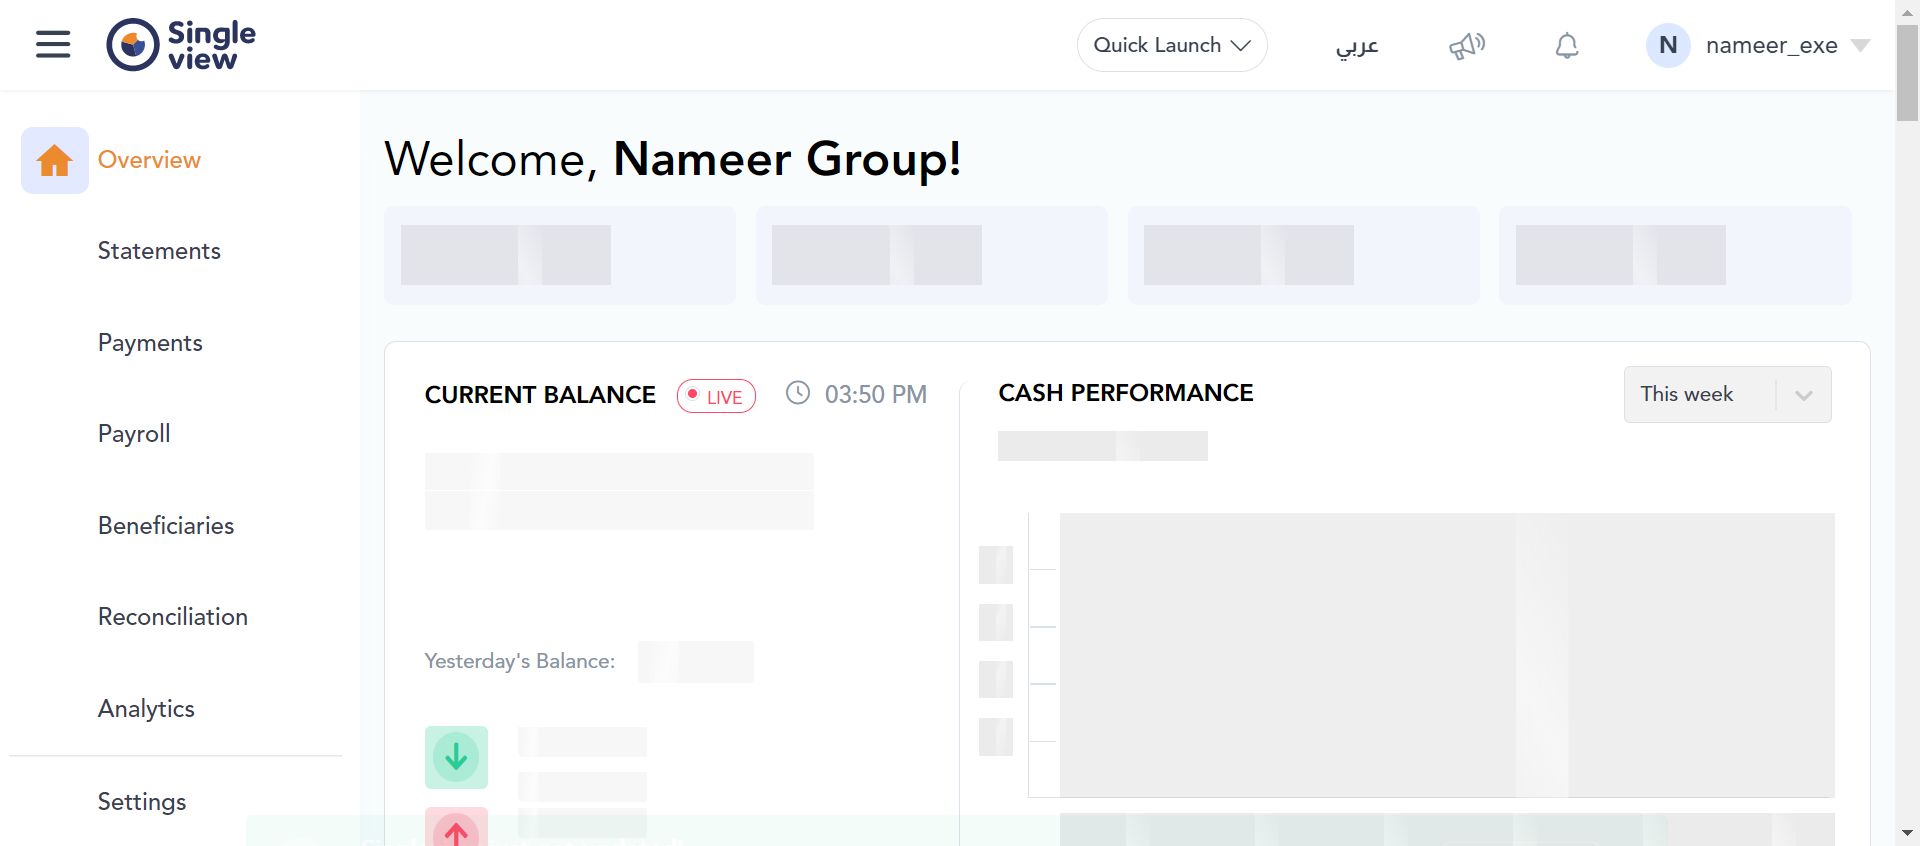 Single
view
Quick Launch
عربي
N
nameer_exe
Overview
Statements
Payments
Payroll
Beneficiaries
Reconciliation
Analytics
Settings
Welcome, Nameer Group!
CURRENT BALANCE
LIVE
03:50 PM
Yesterday's Balance:
CASH PERFORMANCE
This week